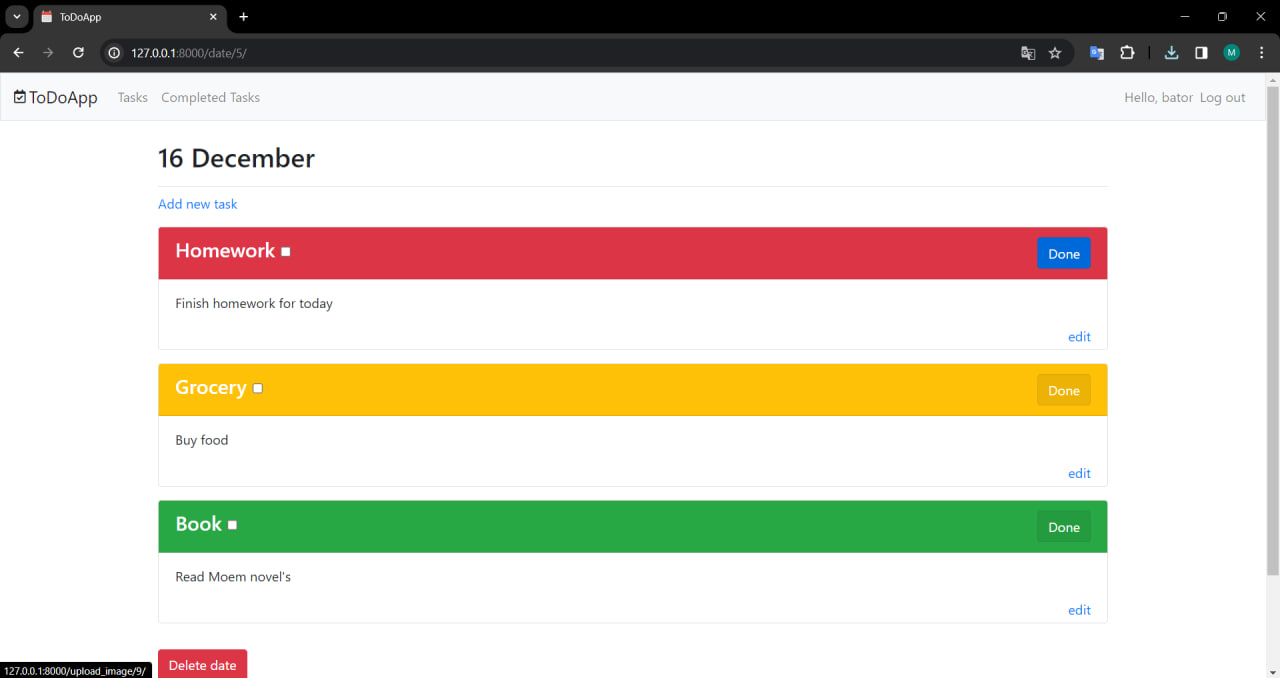 ToDoApp
127.0.0.1:8000/date/5/
M
ToDoApp Tasks Completed Tasks Hello, bator Log out
16 December
Add new task
Homework Done
Finish homework for today
edit
Grocery Done
Buy food
edit
Book Done
Read Moem novel's
edit
Delete date
127.0.0.1:8000/upload_image/9/